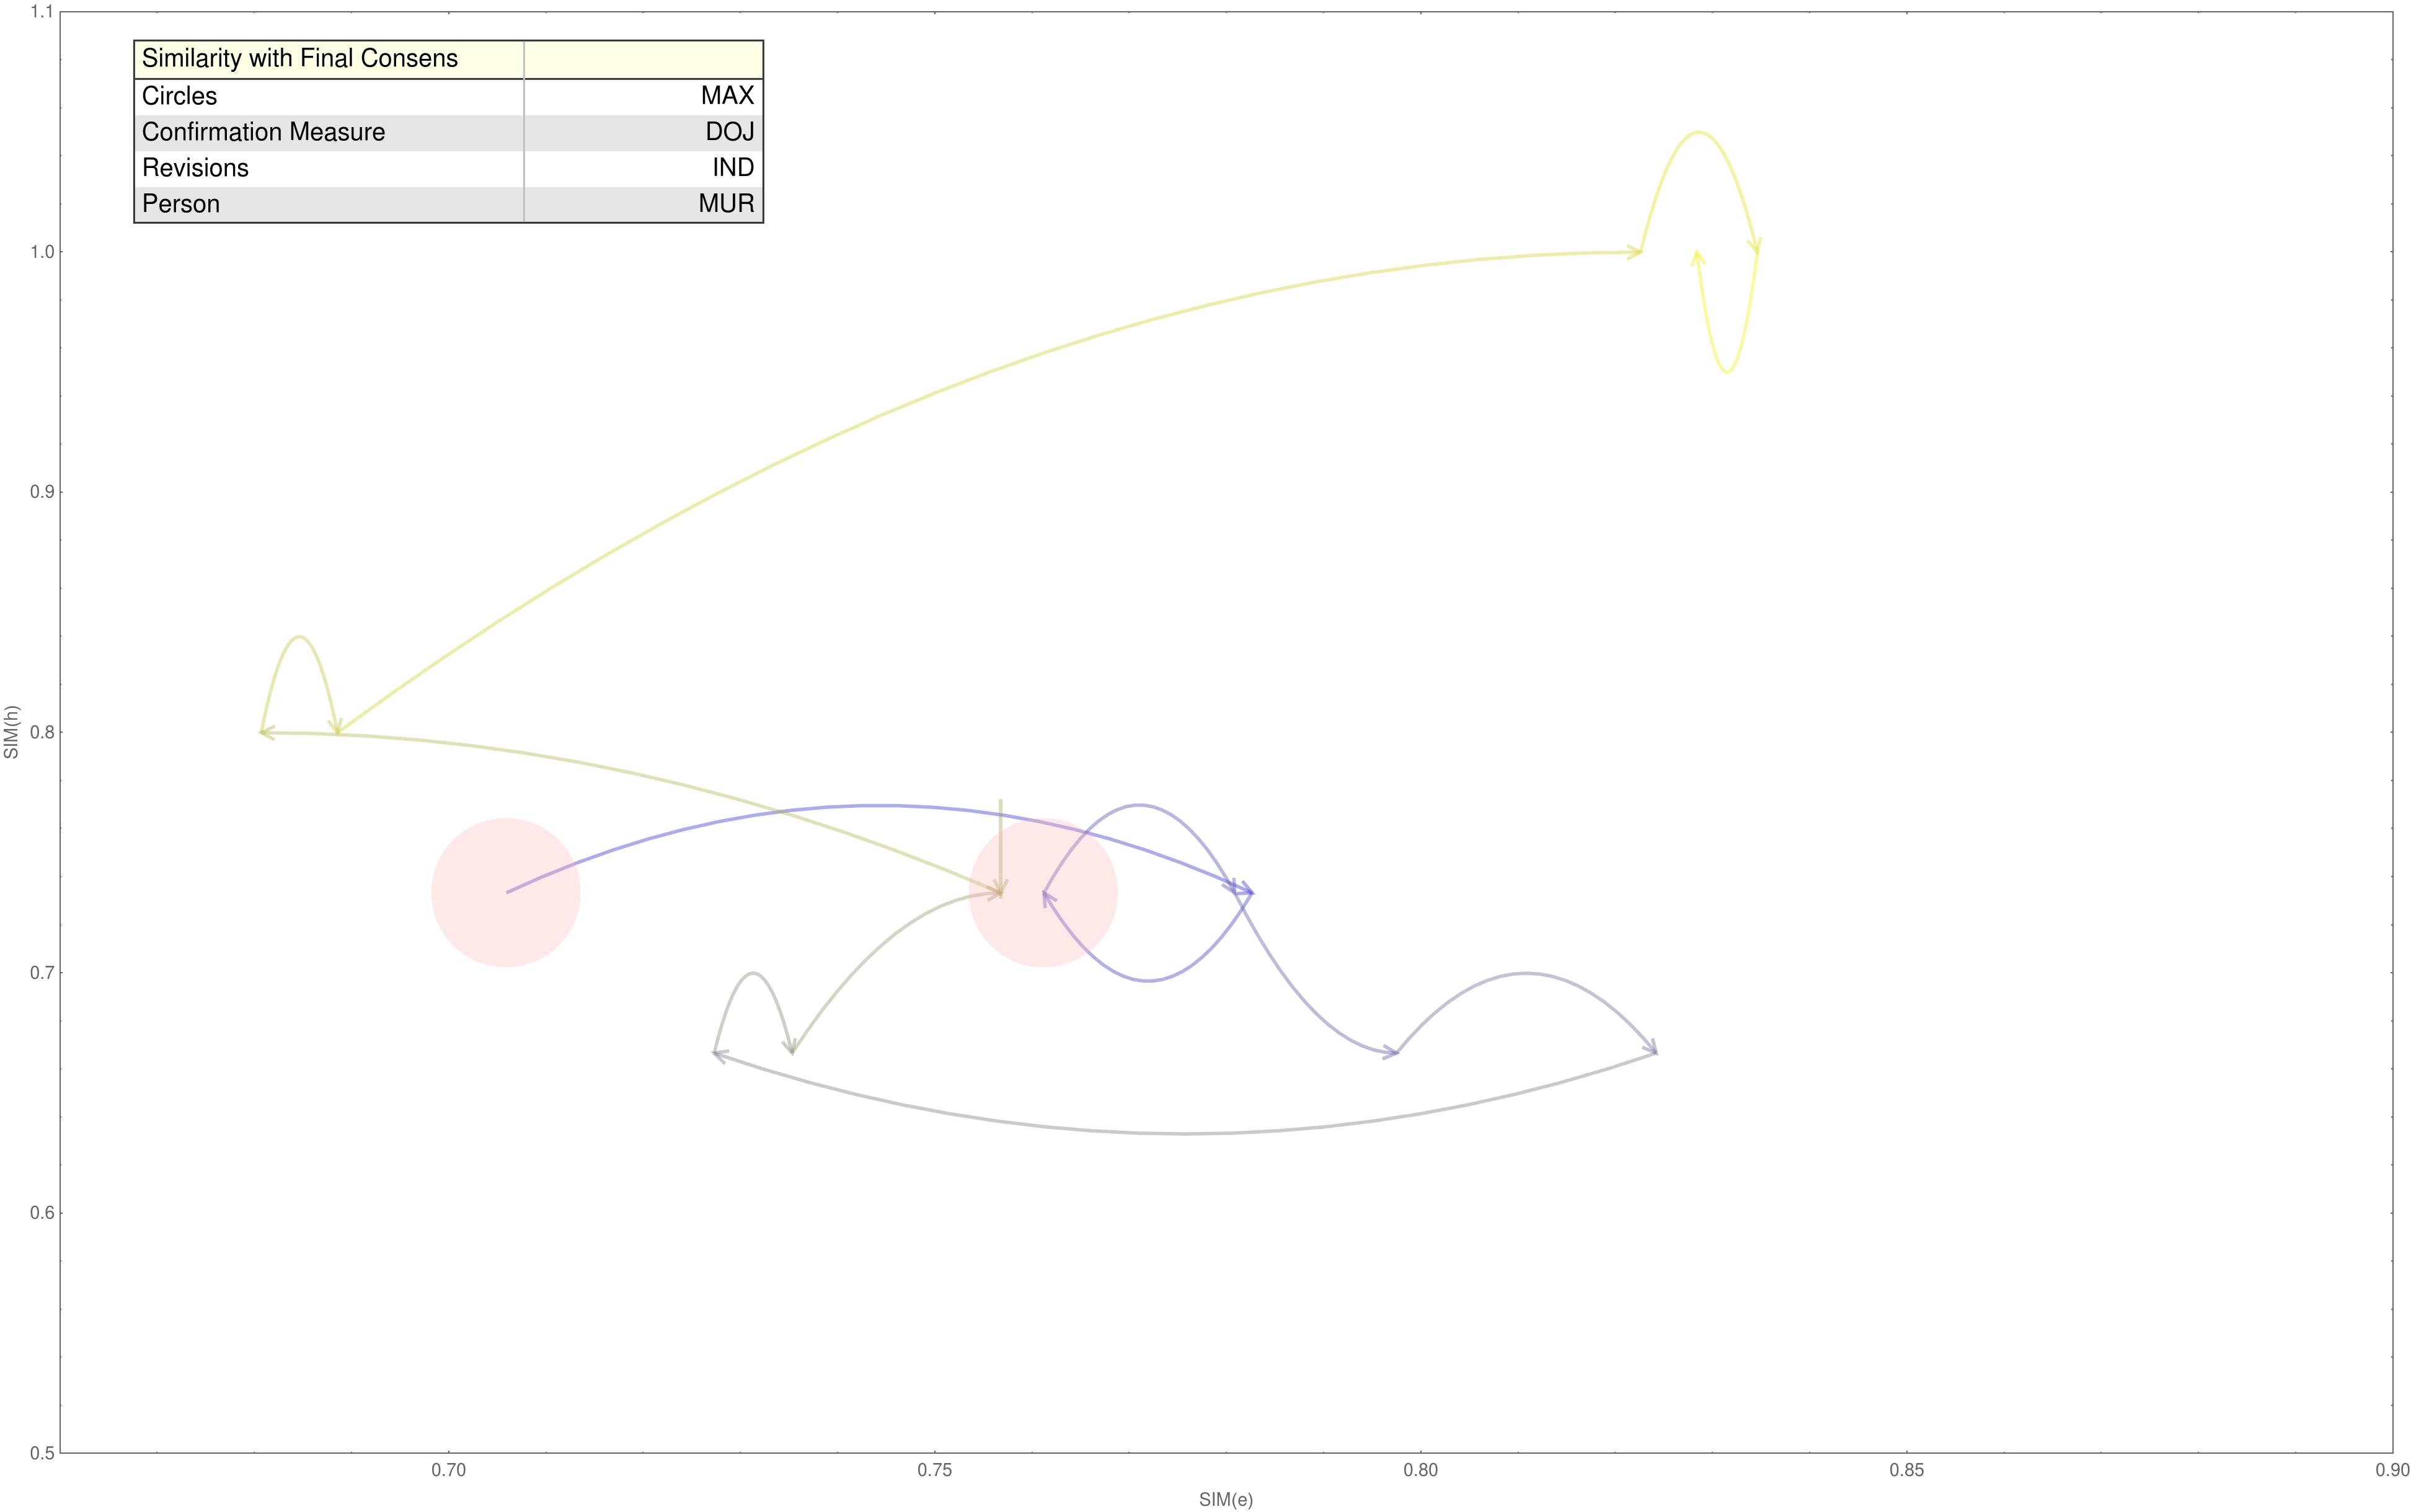 1.1
Similarity with Final Consens
Circles MAX
Confirmation Measure DOJ
Revisions IND
Person MUR
1.0
0.9
0.8
SIM(h)
0.7
0.6
0.5
0.70 0.75 0.80 0.85 0.90
SIM(e)